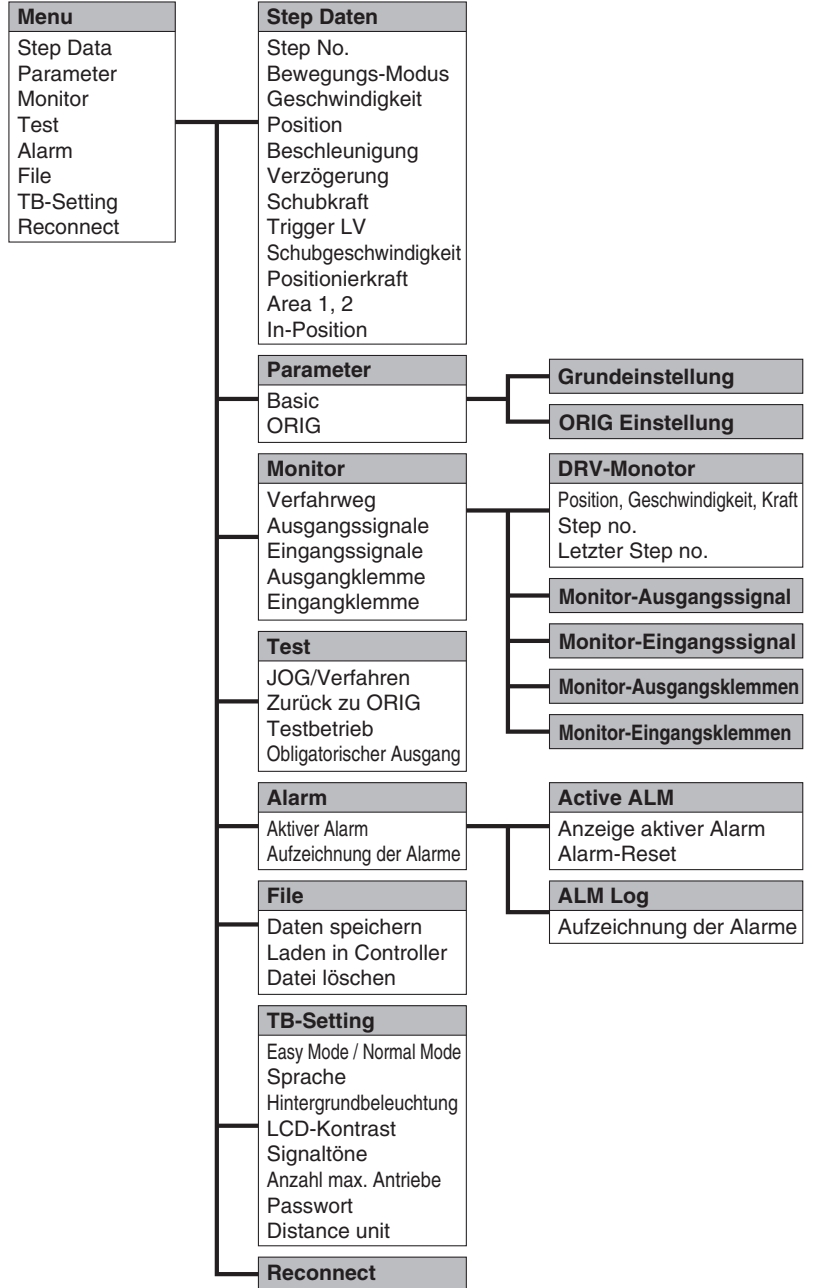 Menu
Step Data
Parameter
Monitor
Test
Alarm
File
TB-Setting
Reconnect
Step Daten
Step No.
Bewegungs-Modus
Geschwindigkeit
Position
Beschleunigung
Verzögerung
Schubkraft
Trigger LV
Schubgeschwindigkeit
Positionierkraft
Area 1, 2
In-Position
Parameter
Basic
ORIG
Grundeinstellung
ORIG Einstellung
Monitor
Verfahrweg
Ausgangssignale
Eingangssignale
Ausgangklemme
Eingangklemme
DRV-Monotor
Position, Geschwindigkeit, Kraft
Step no.
Letzter Step no.
Monitor-Ausgangssignal
Monitor-Eingangssignal
Monitor-Ausgangsklemmen
Monitor-Eingangsklemmen
Test
JOG/Verfahren
Zurück zu ORIG
Testbetrieb
Obligatorischer Ausgang
Alarm
Aktiver Alarm
Aufzeichnung der Alarme
Active ALM
Anzeige aktiver Alarm
Alarm-Reset
ALM Log
Aufzeichnung der Alarme
File
Daten speichern
Laden in Controller
Datei löschen
TB-Setting
Easy Mode / Normal Mode
Sprache
Hintergrundbeleuchtung
LCD-Kontrast
Signaltöne
Anzahl max. Antriebe
Passwort
Distance unit
Reconnect